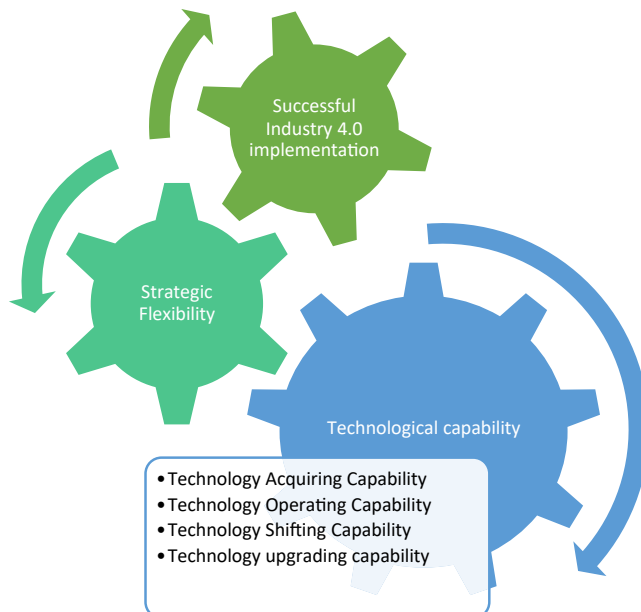 Successful
Industry 4.0
implementation
Strategic
Flexibility
Technological capability
•Technology Acquiring Capability
•Technology Operating Capability
•Technology Shifting Capability
•Technology upgrading capability